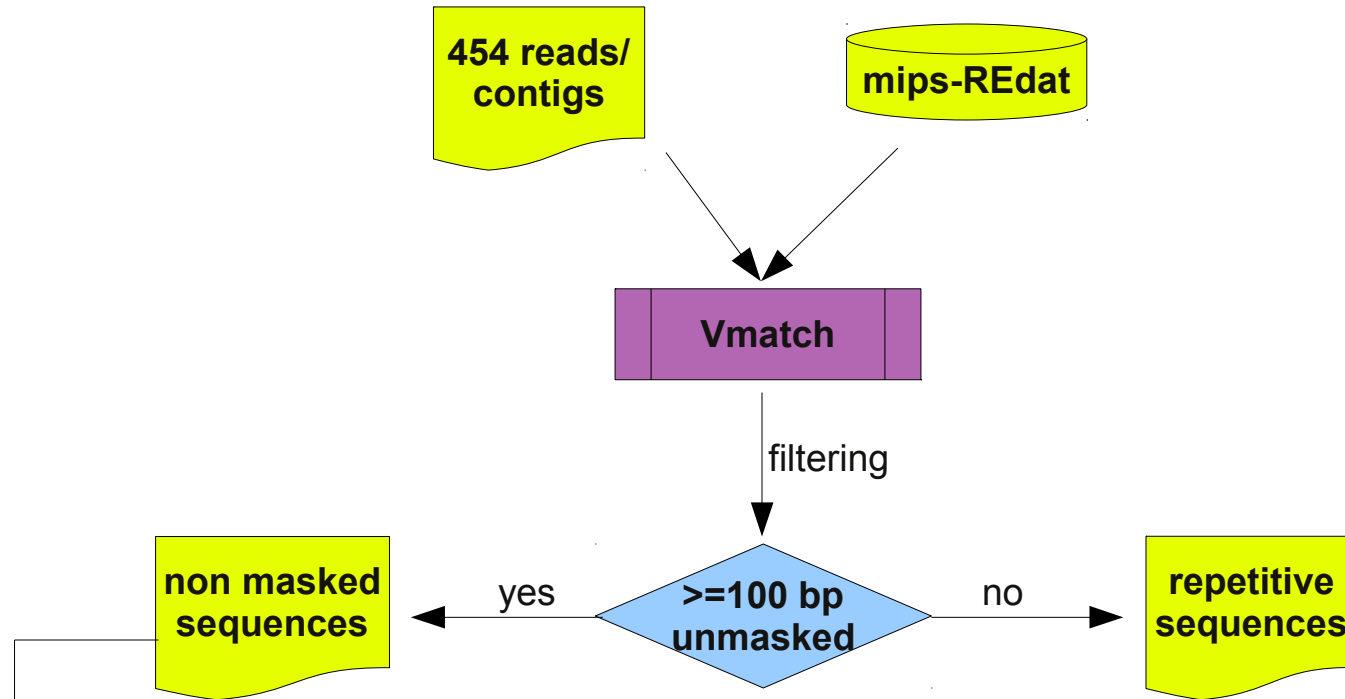 454 reads/
contigs
mips-REdat
Vmatch
filtering
non masked
sequences
yes
>=100 bp
unmasked
no
repetitive
sequences